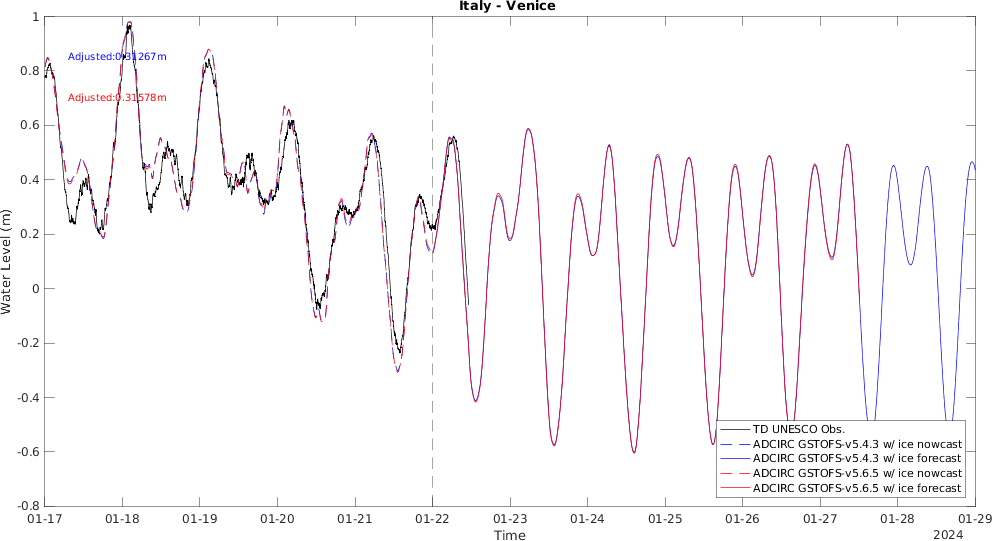 Italy - Venice
1
0.8
0.6
0.4
0.2
0
-0.2
-0.4
-0.6
-0.8
Water Level (m)
Adjusted:0.31267m
Adjusted:0.31578m
TD UNESCO Obs.
ADCIRC GSTOFS-v5.4.3 w/ ice nowcast
ADCIRC GSTOFS-v5.4.3 w/ ice forecast
ADCIRC GSTOFS-v5.6.5 w/ ice nowcast
ADCIRC GSTOFS-v5.6.5 w/ ice forecast
01-17 01-18 01-19 01-20 01-21 01-22 01-23 01-24 01-25 01-26 01-27 01-28 01-29
Time
2024